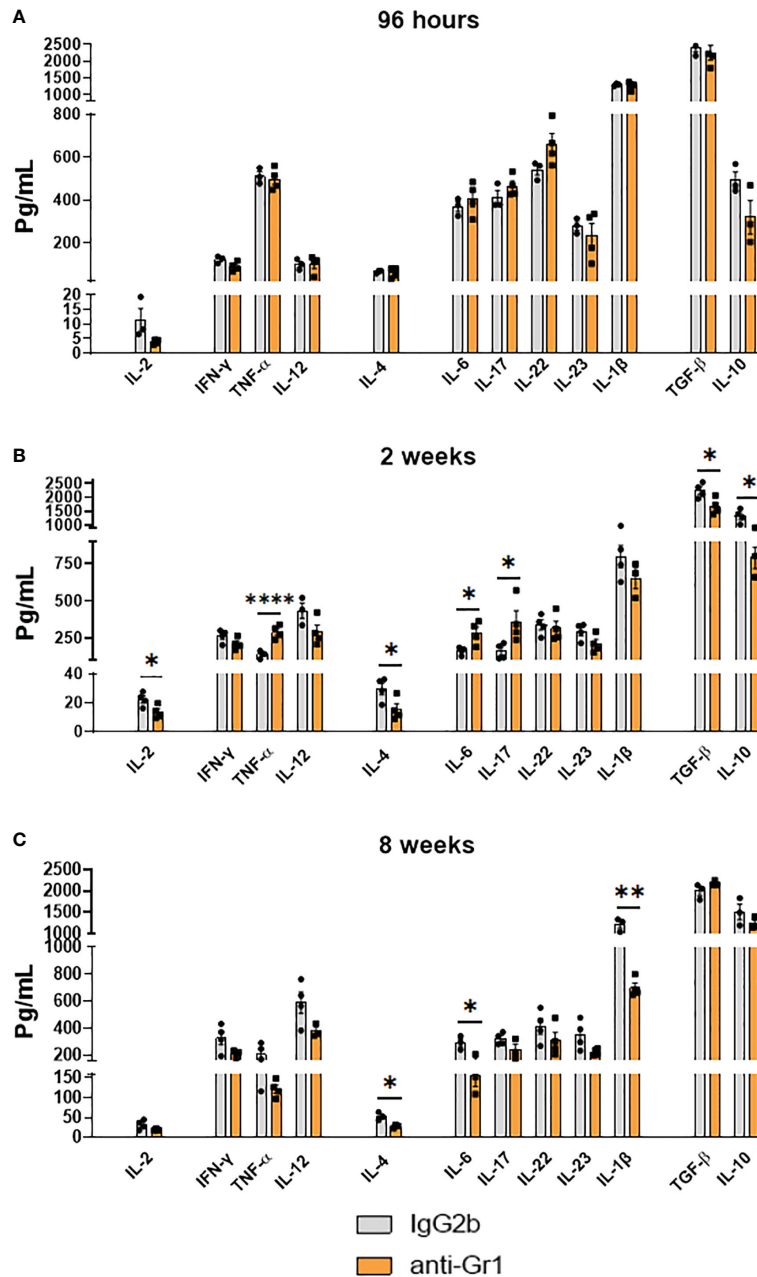 A
96 hours
2500
2000
1500
1000
800
600
400
200
20
15
10
5
0
Pg/mL
IL-2
IFN-γ
TNF-α
IL-12
IL-4
IL-6
IL-17
IL-22
IL-23
IL-1β
TGF-β
IL-10
B
2 weeks
2500
2000
1500
1000
750
500
250
40
20
0
Pg/mL
*
****
*
*
*
*
*
IL-2
IFN-γ
TNF-α
IL-12
IL-4
IL-6
IL-17
IL-22
IL-23
IL-1β
TGF-β
IL-10
C
8 weeks
2500
2000
1500
1000
1000
800
600
400
200
150
100
50
0
Pg/mL
*
*
**
IL-2
IFN-γ
TNF-α
IL-12
IL-4
IL-6
IL-17
IL-22
IL-23
IL-1β
TGF-β
IL-10
IgG2b
anti-Gr1